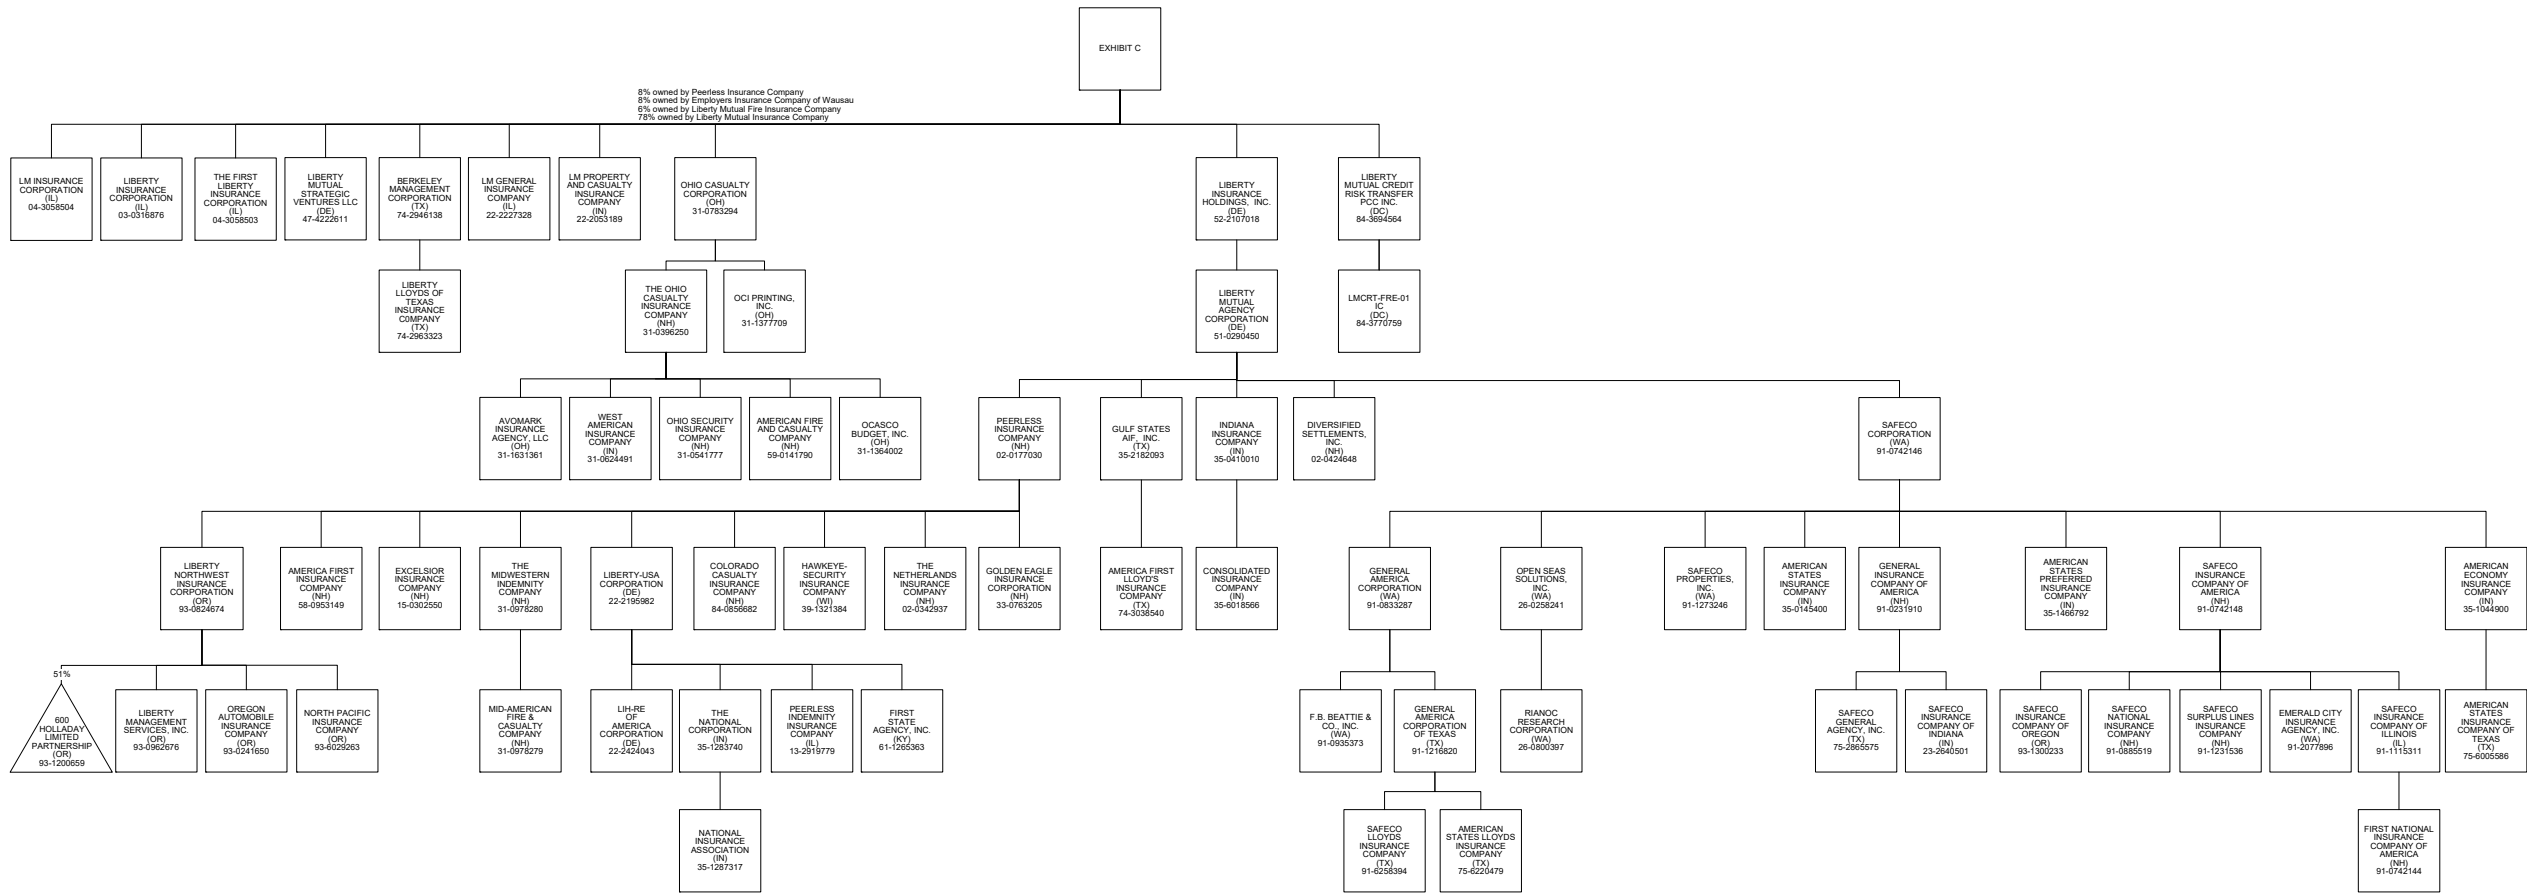 EXHIBIT C
8% owned by Peerless Insurance Company
8% owned by Employers Insurance Company of Wausau
6% owned by Liberty Mutual Fire Insurance Company
78% owned by Liberty Mutual Insurance Company
LM INSURANCE
CORPORATION
(IL)
04-3058504
LIBERTY
INSURANCE
CORPORATION
(IL)
03-0316876
THE FIRST
LIBERTY
INSURANCE
CORPORATION
(IL)
04-3058503
LIBERTY
MUTUAL
STRATEGIC
VENTURES LLC
(DE)
47-4222611
BERKELEY
MANAGEMENT
CORPORATION
(TX)
74-2946138
LM GENERAL
INSURANCE
COMPANY
(IL)
22-2227328
LM PROPERTY
AND CASUALTY
INSURANCE
COMPANY
(IN)
22-2053189
OHIO CASUALTY
CORPORATION
(OH)
31-0783294
LIBERTY
INSURANCE
HOLDINGS, INC.
(DE)
52-2107018
LIBERTY
MUTUAL CREDIT
RISK TRANSFER
PCC INC.
(DC)
84-3694564
LIBERTY
LLOYDS OF
TEXAS
INSURANCE
C0MPANY
(TX)
74-2963323
THE OHIO
CASUALTY
INSURANCE
COMPANY
(NH)
31-0396250
OCI PRINTING,
INC.
(OH)
31-1377709
LIBERTY
MUTUAL
AGENCY
CORPORATION
(DE)
51-0290450
LMCRT-FRE-01
IC
(DC)
84-3770759
AVOMARK
INSURANCE
AGENCY, LLC
(OH)
31-1631361
WEST
AMERICAN
INSURANCE
COMPANY
(IN)
31-0624491
OHIO SECURITY
INSURANCE
COMPANY
(NH)
31-0541777
AMERICAN FIRE
AND CASUALTY
COMPANY
(NH)
59-0141790
OCASCO
BUDGET, INC.
(OH)
31-1364002
PEERLESS
INSURANCE
COMPANY
(NH)
02-0177030
GULF STATES
AIF, INC.
(TX)
35-2182093
INDIANA
INSURANCE
COMPANY
(IN)
35-0410010
DIVERSIFIED
SETTLEMENTS,
INC.
(NH)
02-0424648
SAFECO
CORPORATION
(WA)
91-0742146
LIBERTY
NORTHWEST
INSURANCE
CORPORATION
(OR)
93-0824674
AMERICA FIRST
INSURANCE
COMPANY
(NH)
58-0953149
EXCELSIOR
INSURANCE
COMPANY
(NH)
15-0302550
THE
MIDWESTERN
INDEMNITY
COMPANY
(NH)
31-0978280
LIBERTY-USA
CORPORATION
(DE)
22-2195982
COLORADO
CASUALTY
INSURANCE
COMPANY
(NH)
84-0856682
HAWKEYE-
SECURITY
INSURANCE
COMPANY
(WI)
39-1321384
THE
NETHERLANDS
INSURANCE
COMPANY
(NH)
02-0342937
GOLDEN EAGLE
INSURANCE
CORPORATION
(NH)
33-0763205
AMERICA FIRST
LLOYD'S
INSURANCE
COMPANY
(TX)
74-3038540
CONSOLIDATED
INSURANCE
COMPANY
(IN)
35-6018566
GENERAL
AMERICA
CORPORATION
(WA)
91-0833287
OPEN SEAS
SOLUTIONS,
INC.
(WA)
26-0258241
SAFECO
PROPERTIES,
INC.
(WA)
91-1273246
AMERICAN
STATES
INSURANCE
COMPANY
(IN)
35-0145400
GENERAL
INSURANCE
COMPANY OF
AMERICA
(NH)
91-0231910
AMERICAN
STATES
PREFERRED
INSURANCE
COMPANY
(IN)
35-1466792
SAFECO
INSURANCE
COMPANY OF
AMERICA
(NH)
91-0742148
AMERICAN
ECONOMY
INSURANCE
COMPANY
(IN)
35-1044900
51%
600
HOLLADAY
LIMITED
PARTNERSHIP
(OR)
93-1200659
LIBERTY
MANAGEMENT
SERVICES, INC.
(OR)
93-0962676
OREGON
AUTOMOBILE
INSURANCE
COMPANY
(OR)
93-0241650
NORTH PACIFIC
INSURANCE
COMPANY
(OR)
93-6029263
MID-AMERICAN
FIRE &
CASUALTY
COMPANY
(NH)
31-0978279
LIH-RE
OF
AMERICA
CORPORATION
(DE)
22-2424043
THE
NATIONAL
CORPORATION
(IN)
35-1283740
PEERLESS
INDEMNITY
INSURANCE
COMPANY
(IL)
13-2919779
FIRST
STATE
AGENCY, INC.
(KY)
61-1265363
F.B. BEATTIE &
CO., INC.
(WA)
91-0935373
GENERAL
AMERICA
CORPORATION
OF TEXAS
(TX)
91-1216820
RIANOC
RESEARCH
CORPORATION
(WA)
26-0800397
SAFECO
GENERAL
AGENCY, INC.
(TX)
75-2865575
SAFECO
INSURANCE
COMPANY OF
INDIANA
(IN)
23-2640501
SAFECO
INSURANCE
COMPANY OF
OREGON
(OR)
93-1300233
SAFECO
NATIONAL
INSURANCE
COMPANY
(NH)
91-0885519
SAFECO
SURPLUS LINES
INSURANCE
COMPANY
(NH)
91-1231536
EMERALD CITY
INSURANCE
AGENCY, INC.
(WA)
91-2077896
SAFECO
INSURANCE
COMPANY OF
ILLINOIS
(IL)
91-1115311
AMERICAN
STATES
INSURANCE
COMPANY OF
TEXAS
(TX)
75-6005586
NATIONAL
INSURANCE
ASSOCIATION
(IN)
35-1287317
SAFECO
LLOYDS
INSURANCE
COMPANY
(TX)
91-6258394
AMERICAN
STATES LLOYDS
INSURANCE
COMPANY
(TX)
75-6220479
FIRST NATIONAL
INSURANCE
COMPANY OF
AMERICA
(NH)
91-0742144